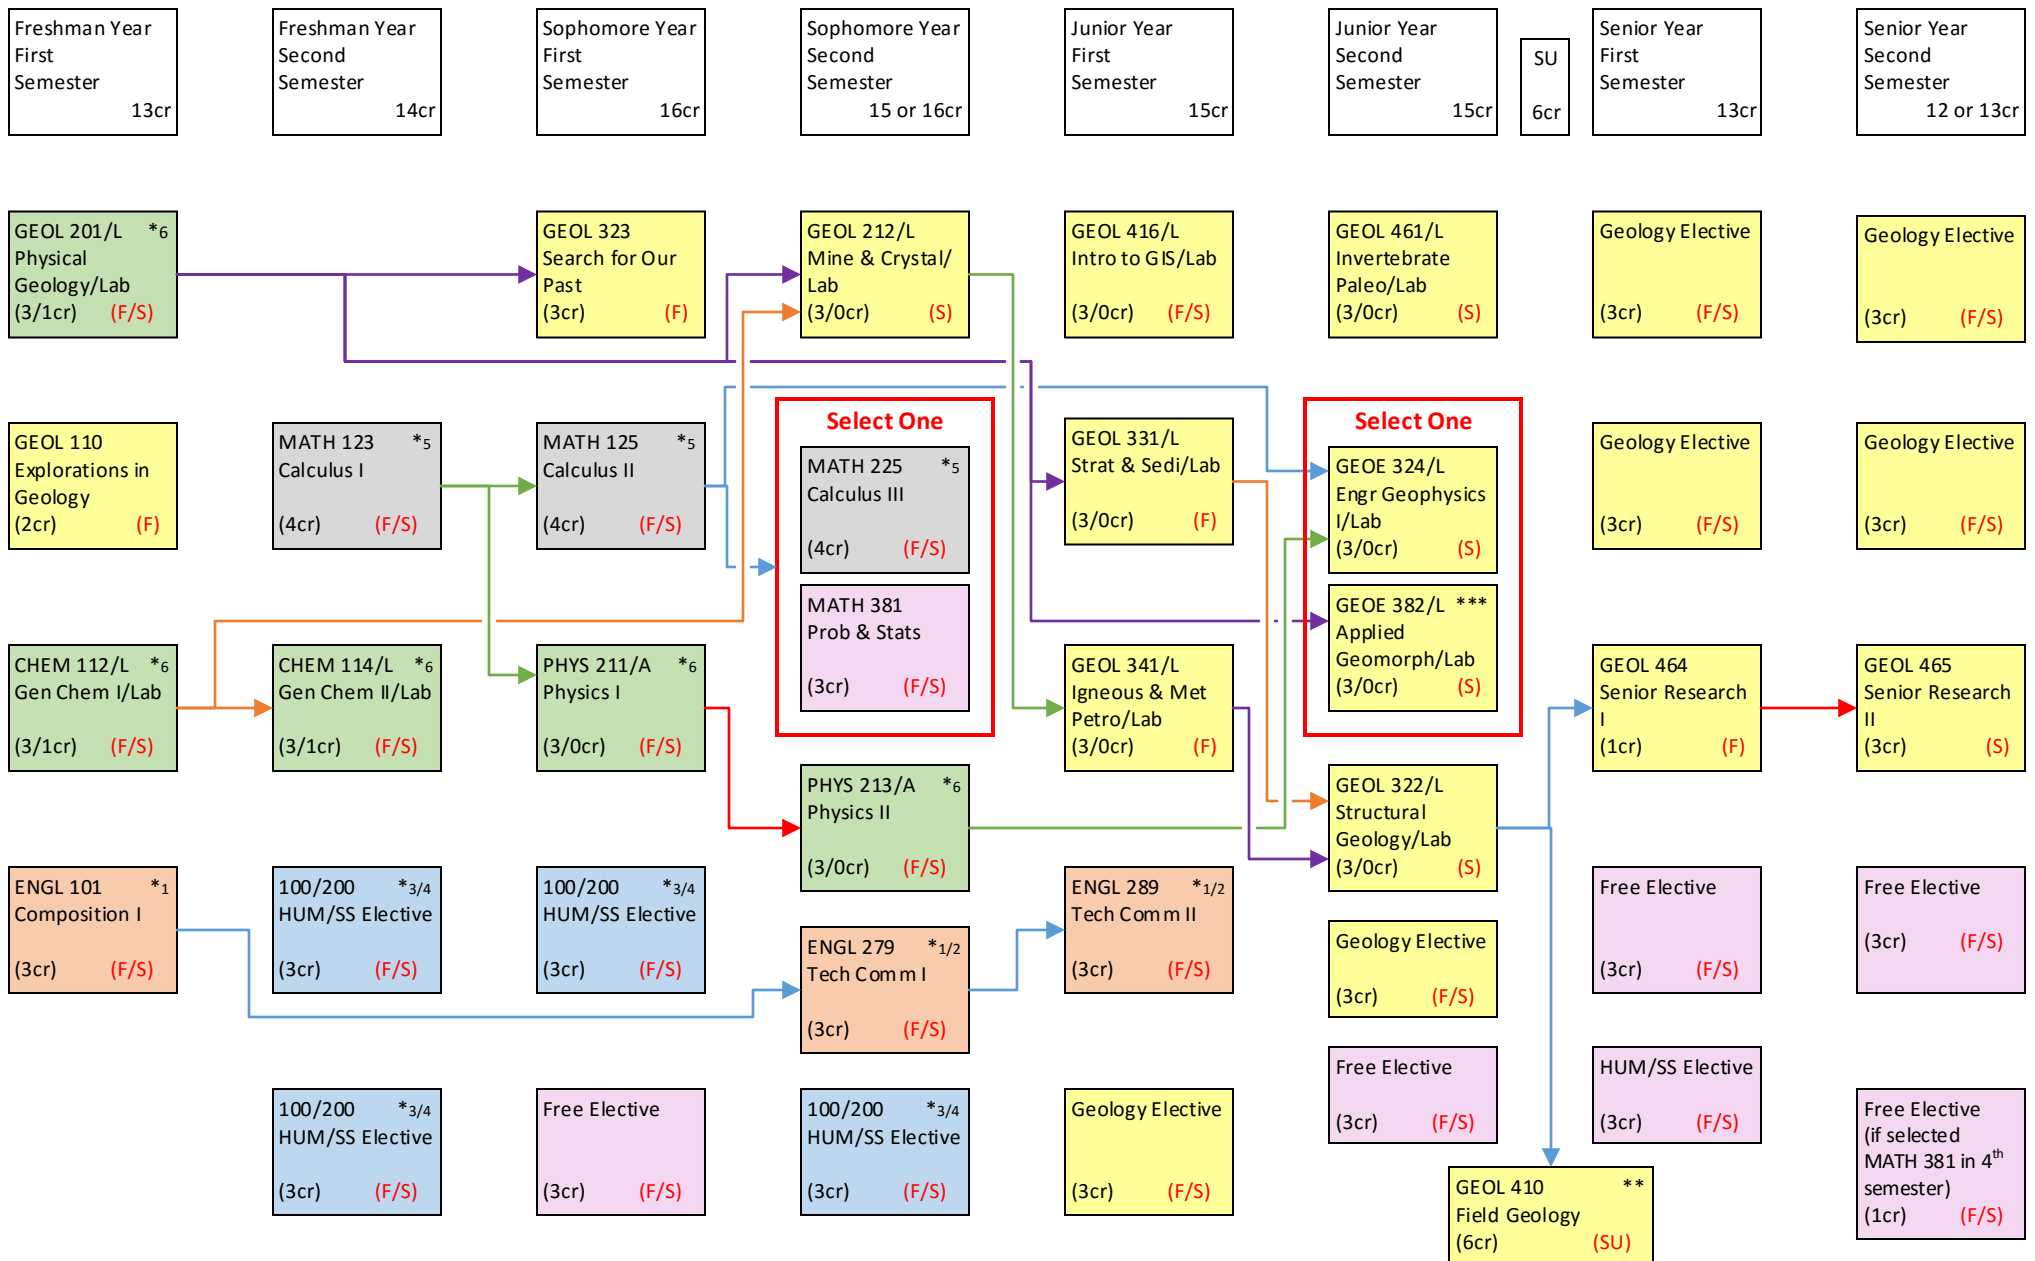 Freshman Year
First
Semester
13cr
Freshman Year
Second
Semester
14cr
Sophomore Year
First
Semester
16cr
Sophomore Year
Second
Semester
15 or 16cr
Junior Year
First
Semester
15cr
Junior Year
Second
Semester
15cr
SU
6cr
Senior Year
First
Semester
13cr
Senior Year
Second
Semester
12 or 13cr
GEOL 201/L *6
Physical
Geology/Lab
(3/1cr) (F/S)
GEOL 323
Search for Our
Past
(3cr) (F)
GEOL 212/L
Mine & Crystal/
Lab
(3/0cr) (S)
GEOL 416/L
Intro to GIS/Lab
(3/0cr) (F/S)
GEOL 461/L
Invertebrate
Paleo/Lab
(3/0cr) (S)
Geology Elective
(3cr) (F/S)
Geology Elective
(3cr) (F/S)
GEOL 110
Explorations in
Geology
(2cr) (F)
MATH 123 *5
Calculus I
(4cr) (F/S)
MATH 125 *5
Calculus II
(4cr) (F/S)
Select One
MATH 225 *5
Calculus III
(4cr) (F/S)
MATH 381
Prob & Stats
(3cr) (F/S)
GEOL 331/L
Strat & Sedi/Lab
(3/0cr) (F)
Select One
GEOE 324/L
Engr Geophysics
I/Lab
(3/0cr) (S)
GEOE 382/L ***
Applied
Geomorph/Lab
(3/0cr) (S)
Geology Elective
(3cr) (F/S)
Geology Elective
(3cr) (F/S)
CHEM 112/L *6
Gen Chem I/Lab
(3/1cr) (F/S)
CHEM 114/L *6
Gen Chem II/Lab
(3/1cr) (F/S)
PHYS 211/A *6
Physics I
(3/0cr) (F/S)
PHYS 213/A *6
Physics II
(3/0cr) (F/S)
GEOL 341/L
Igneous & Met
Petro/Lab
(3/0cr) (F)
GEOL 322/L
Structural
Geology/Lab
(3/0cr) (S)
GEOL 464
Senior Research
I
(1cr) (F)
GEOL 465
Senior Research
II
(3cr) (S)
ENGL 101 *1
Composition I
(3cr) (F/S)
100/200 *3/4
HUM/SS Elective
(3cr) (F/S)
100/200 *3/4
HUM/SS Elective
(3cr) (F/S)
ENGL 279 *1/2
Tech Comm I
(3cr) (F/S)
ENGL 289 *1/2
Tech Comm II
(3cr) (F/S)
Geology Elective
(3cr) (F/S)
Free Elective
(3cr) (F/S)
Free Elective
(3cr) (F/S)
100/200 *3/4
HUM/SS Elective
(3cr) (F/S)
Free Elective
(3cr) (F/S)
100/200 *3/4
HUM/SS Elective
(3cr) (F/S)
Geology Elective
(3cr) (F/S)
Free Elective
(3cr) (F/S)
HUM/SS Elective
(3cr) (F/S)
Free Elective
(if selected
MATH 381 in 4th
semester)
(1cr) (F/S)
GEOL 410 **
Field Geology
(6cr) (SU)